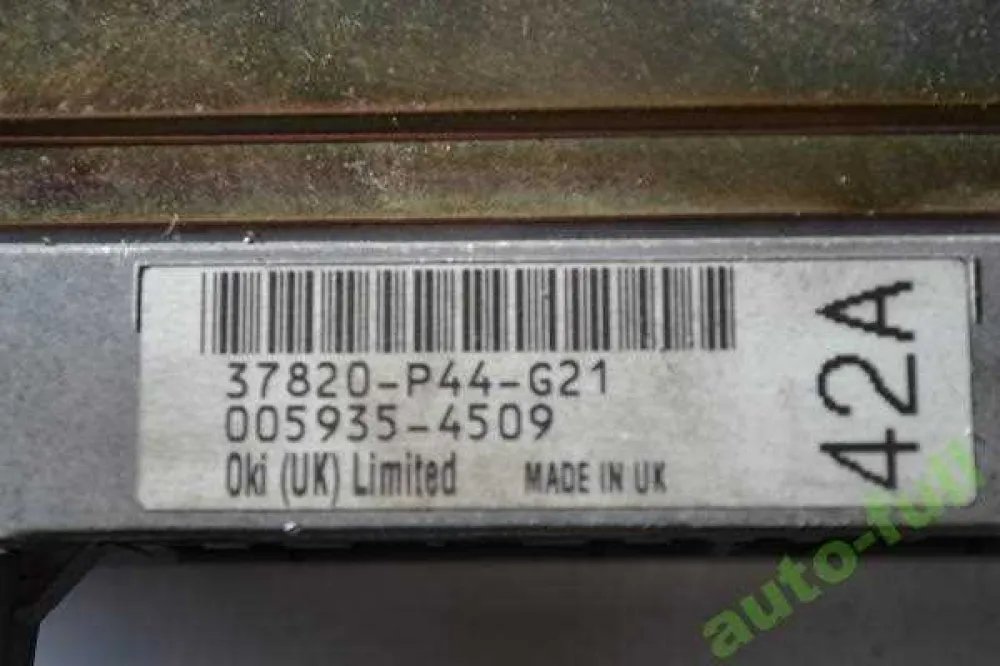 37820-P44-G21
005935-4509
Oki (UK) Limited MADE IN UK
42A
auto-full